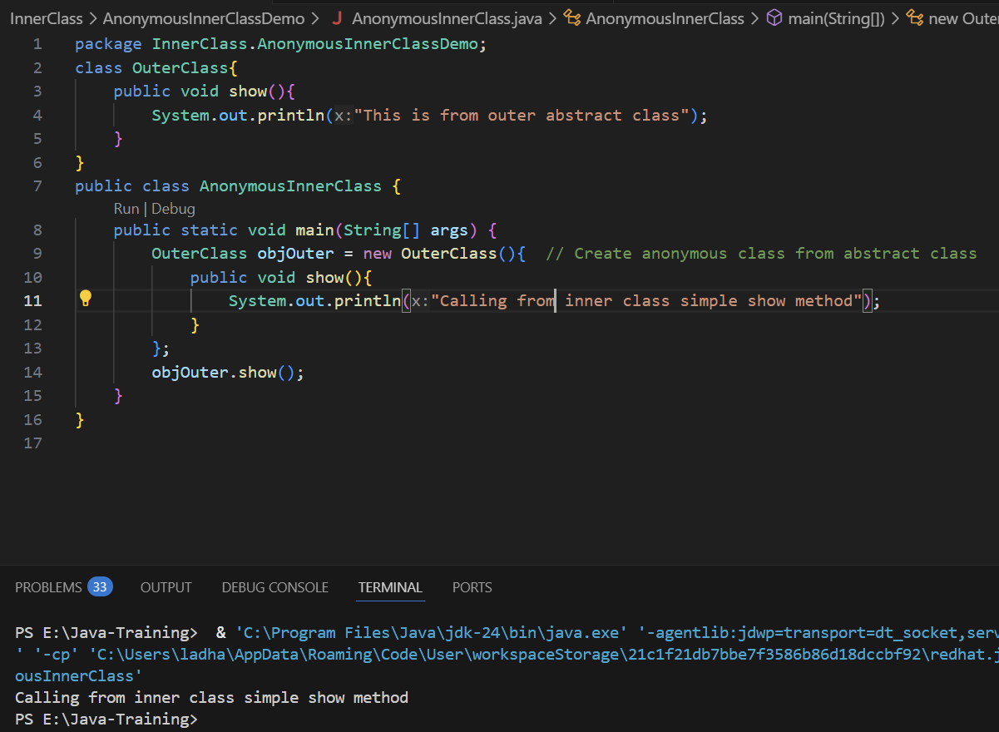 InnerClass > AnonymousInnerClassDemo > J AnonymousInnerClass.java > AnonymousInnerClass > main(String[]) > new Oute
1 package InnerClass.AnonymousInnerClassDemo;
2 class OuterClass{
3 public void show(){
4 System.out.println(x:"This is from outer abstract class");
5 }
6 }
7 public class AnonymousInnerClass {
Run | Debug
8 public static void main(String[] args) {
9 OuterClass objOuter = new OuterClass(){ // Create anonymous class from abstract class
10 public void show(){
11 System.out.println(x:"Calling from inner class simple show method");
12 }
13 };
14 objOuter.show();
15 }
16 }
17
PROBLEMS 33 OUTPUT DEBUG CONSOLE TERMINAL PORTS
PS E:\Java-Training> & 'C:\Program Files\Java\jdk-24\bin\java.exe' '-agentlib:jdwp=transport=dt_socket,serv
' '-cp' 'C:\Users\ladha\AppData\Roaming\Code\User\workspaceStorage\21c1f21db7bbe7f3586b86d18dccbf92\redhat.j
ousInnerClass'
Calling from inner class simple show method
PS E:\Java-Training>